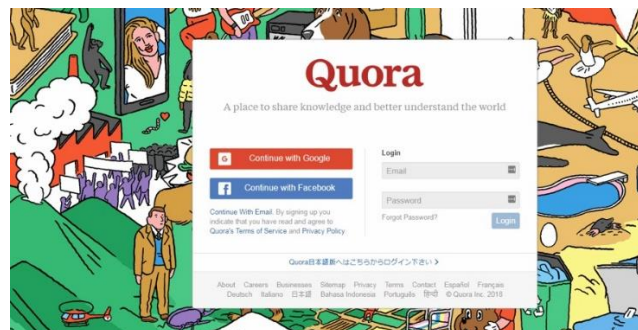 Quora
A place to share knowledge and better understand the world
G Continue with Google
f Continue with Facebook
Continue With Email. By signing up you
indicate that you have read and agree to
Quora's Terms of Service and Privacy Policy.
Login
Email
Password
Forgot Password?
Login
Quora日本語版へはこちらからログイン下さい >
About Careers Businesses Sitemap Privacy Terms Contact Español Français
Deutsch Italiano 日本語 Bahasa Indonesia Português हिन्दी © Quora Inc. 2018